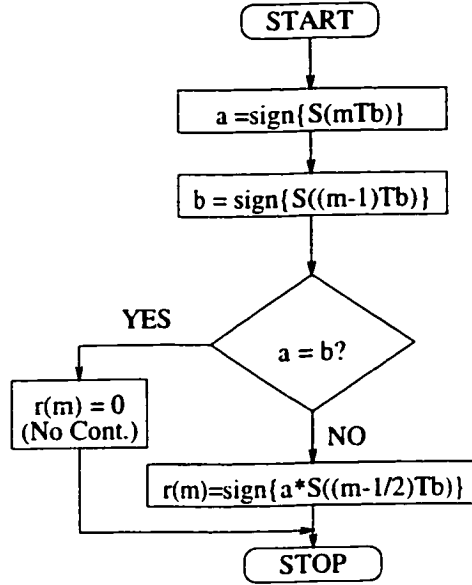 START
a =sign{S(mTb)}
b = sign{S((m-1)Tb)}
YES
a = b?
r(m) = 0
(No Cont.)
NO
r(m)=sign{a*S((m-1/2)Tb)}
STOP